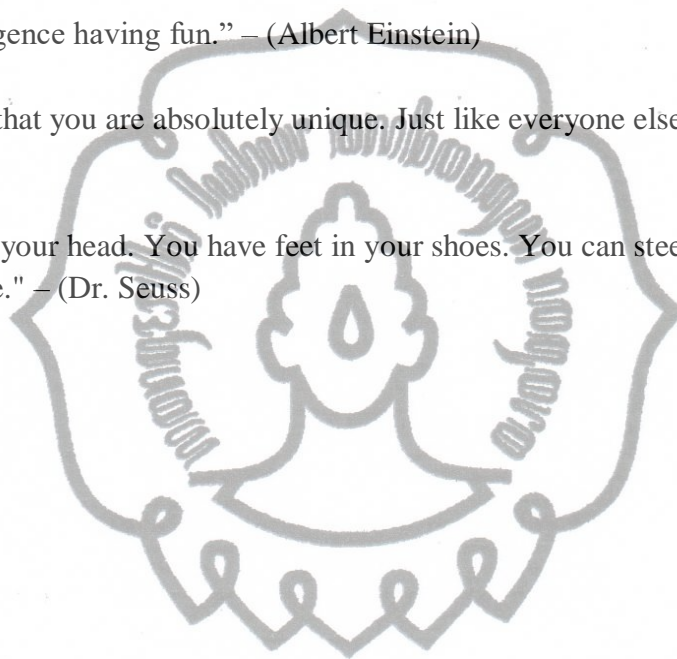 gence having fun.” – (Albert Einstein)
that you are absolutely unique. Just like everyone else
your head. You have feet in your shoes. You can stee
e." – (Dr. Seuss)